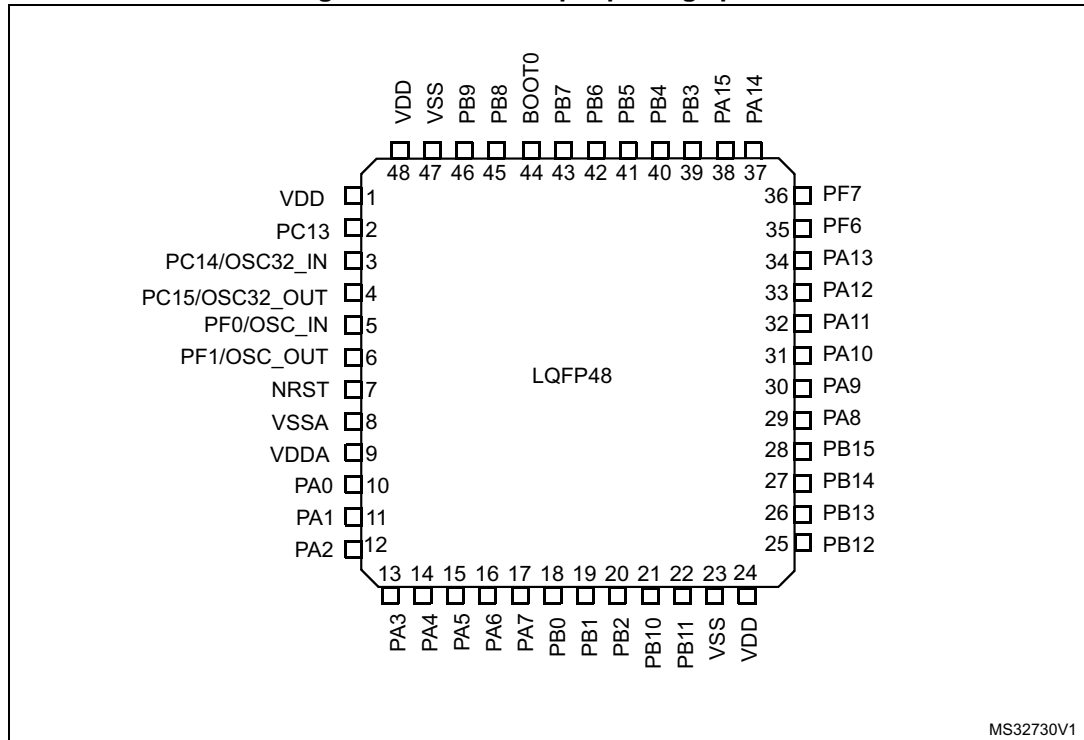 VDD
VSS
PB9
PB8
BOOT0
PB7
PB6
PB5
PB4
PB3
PA15
PA14
48 47 46 45 44 43 42 41 40 39 38 37
VDD 1
PC13 2
PC14/OSC32_IN 3
PC15/OSC32_OUT 4
PF0/OSC_IN 5
PF1/OSC_OUT 6
NRST 7
VSSA 8
VDDA 9
PA0 10
PA1 11
PA2 12
LQFP48
36 PF7
35 PF6
34 PA13
33 PA12
32 PA11
31 PA10
30 PA9
29 PA8
28 PB15
27 PB14
26 PB13
25 PB12
13 14 15 16 17 18 19 20 21 22 23 24
PA3
PA4
PA5
PA6
PA7
PB0
PB1
PB2
PB10
PB11
VSS
VDD
MS32730V1